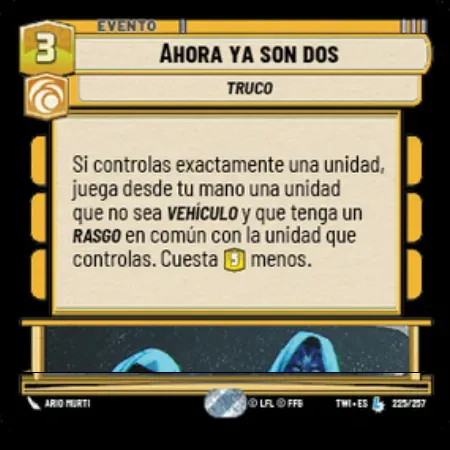 EVENTO
3
AHORA YA SON DOS
TRUCO
Si controlas exactamente una unidad,
juega desde tu mano una unidad
que no sea VEHÍCULO y que tenga un
RASGO en común con la unidad que
controlas. Cuesta 5 menos.
ARIO MURTI
© LFL © FFG
TWI • ES
L
225/257